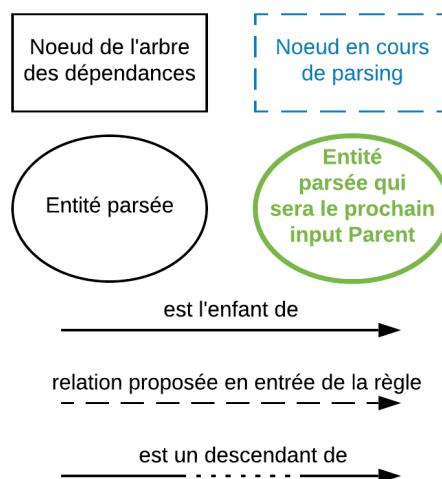 Noeud de l'arbre
des dépendances
Noeud en cours
de parsing
Entité parsée
Entité
parsée qui
sera le prochain
input Parent
est l'enfant de
relation proposée en entrée de la règle
est un descendant de